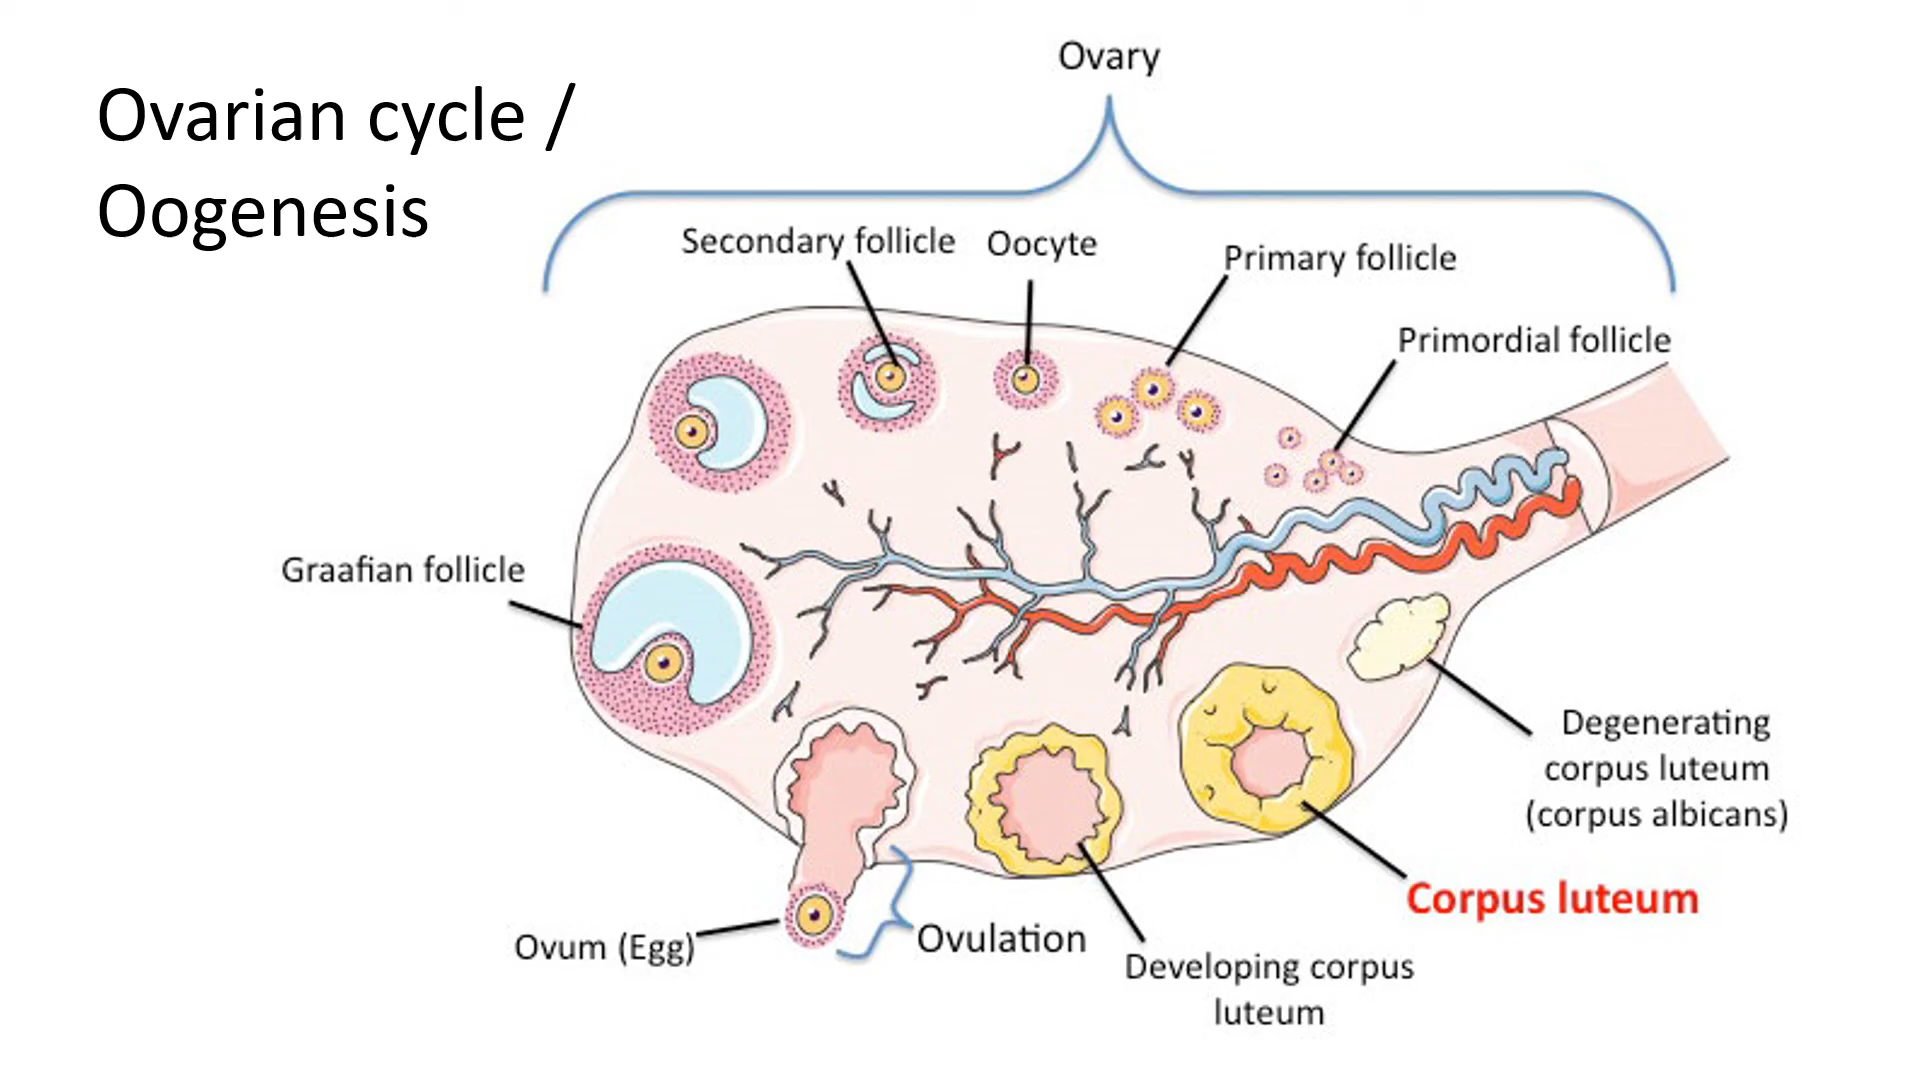 Ovarian cycle /
Oogenesis
Ovary
Secondary follicle
Oocyte
Primary follicle
Primordial follicle
Graafian follicle
Degenerating
corpus luteum
(corpus albicans)
Corpus luteum
Ovum (Egg)
Ovulation
Developing corpus
luteum